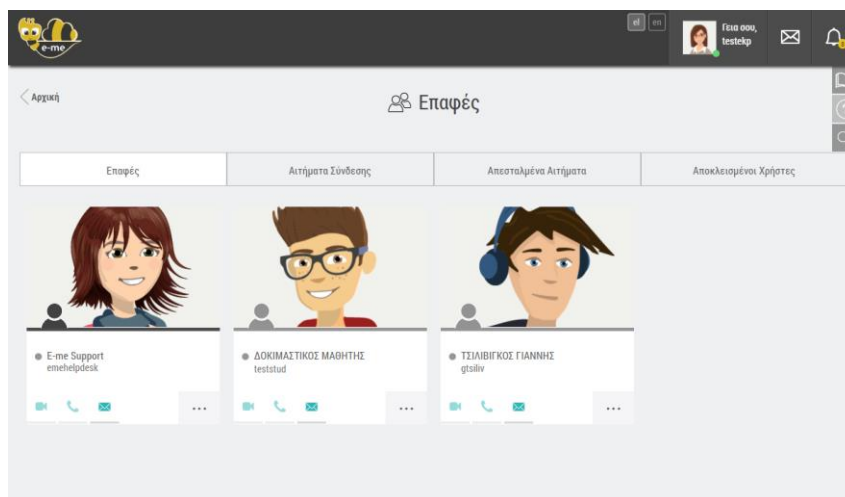 e-me
el en
Γεια σου,
testekp
Αρχική
Επαφές
Επαφές
Αιτήματα Σύνδεσης
Απεσταλμένα Αιτήματα
Αποκλεισμένοι Χρήστες
E-me Support
emehelpdesk
ΔΟΚΙΜΑΣΤΙΚΟΣ ΜΑΘΗΤΗΣ
teststud
ΤΣΙΛΙΒΙΓΚΟΣ ΓΙΑΝΝΗΣ
gtsiliv